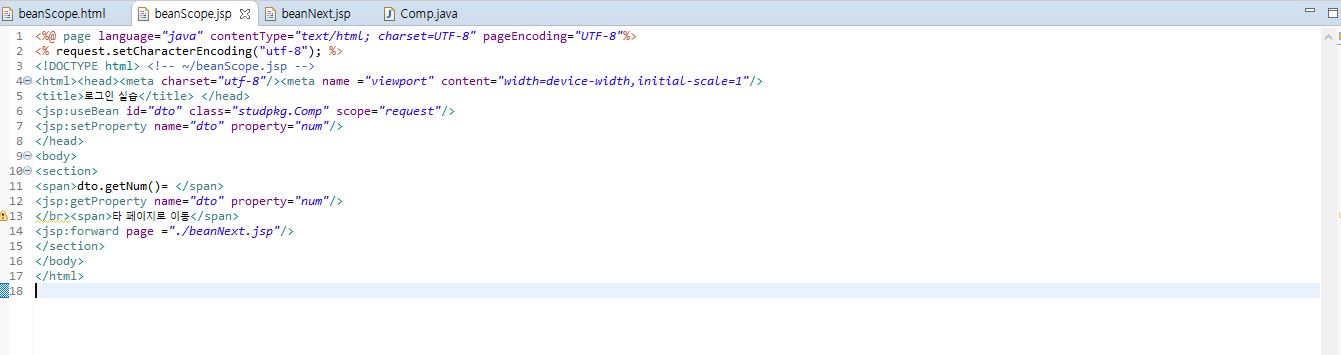 beanScope.html beanScope.jsp beanNext.jsp Comp.java
1 <%@ page language="java" contentType="text/html; charset=UTF-8" pageEncoding="UTF-8"%>
2 <% request.setCharacterEncoding("utf-8"); %>
3 <!DOCTYPE html> <!-- ~/beanScope.jsp -->
4 <html><head><meta charset="utf-8"/><meta name ="viewport" content="width=device-width,initial-scale=1"/>
5 <title>로그인 실습</title> </head>
6 <jsp:useBean id="dto" class="studpkg.Comp" scope="request"/>
7 <jsp:setProperty name="dto" property="num"/>
8 </head>
9 <body>
10 <section>
11 <span>dto.getNum()= </span>
12 <jsp:getProperty name="dto" property="num"/>
13 </br><span>타 페이지로 이동</span>
14 <jsp:forward page ="./beanNext.jsp"/>
15 </section>
16 </body>
17 </html>
18